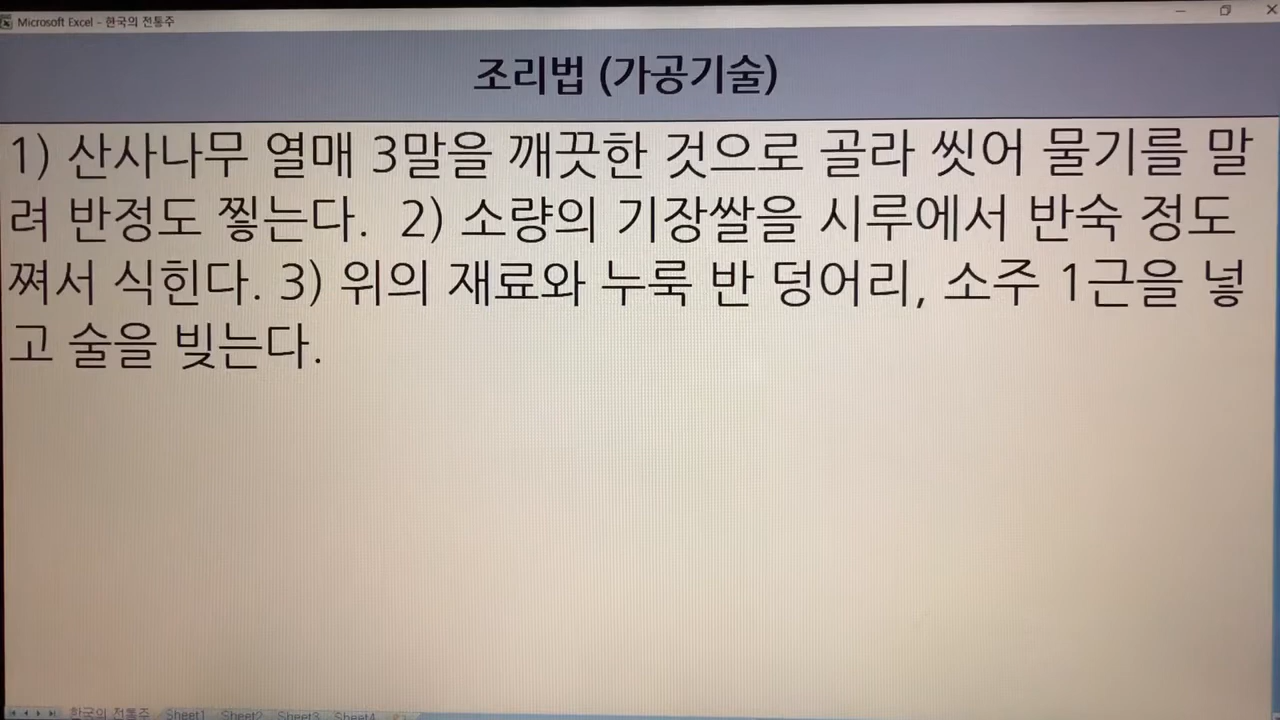 Microsoft Excel - 한국의 전통주
조리법 (가공기술)
1) 산사나무 열매 3말을 깨끗한 것으로 골라 씻어 물기를 말
려 반정도 찧는다. 2) 소량의 기장쌀을 시루에서 반숙 정도
쪄서 식힌다. 3) 위의 재료와 누룩 반 덩어리, 소주 1근을 넣
고 술을 빚는다.
한국의 전통주 Sheet1 Sheet2 Sheet3 Sheet4